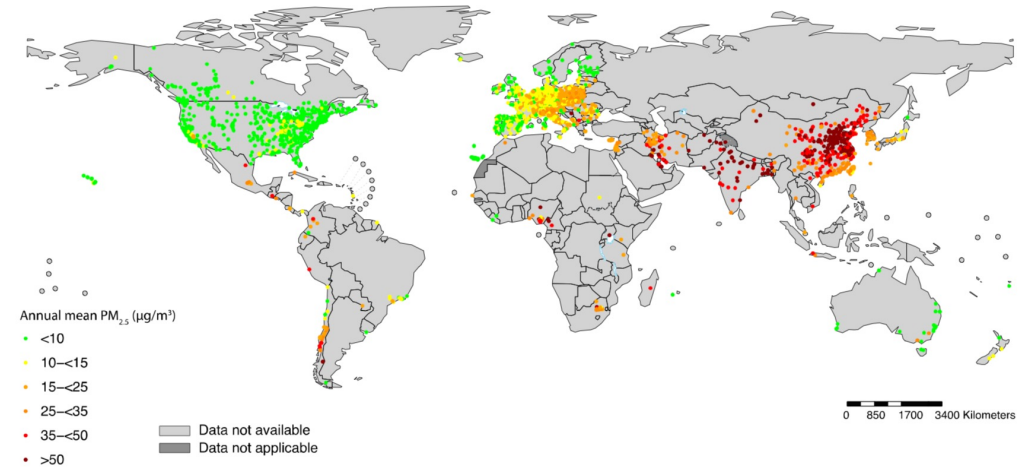 Annual mean PM2.5 (µg/m³)
<10
10–<15
15–<25
25–<35
35–<50
>50
Data not available
Data not applicable
0 850 1700 3400 Kilometers